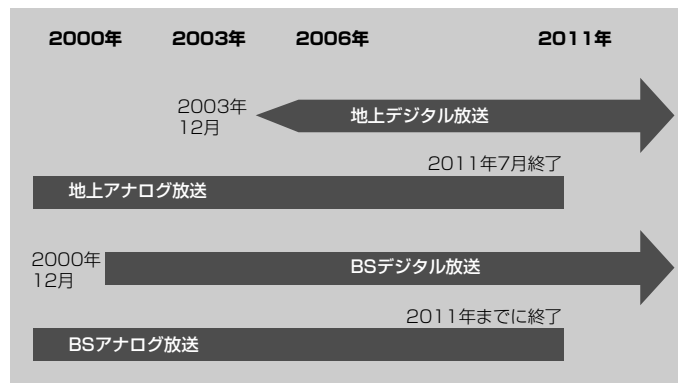 2000年 2003年 2006年 2011年
2003年
12月
地上デジタル放送
2011年7月終了
地上アナログ放送
2000年
12月
BSデジタル放送
2011年までに終了
BSアナログ放送